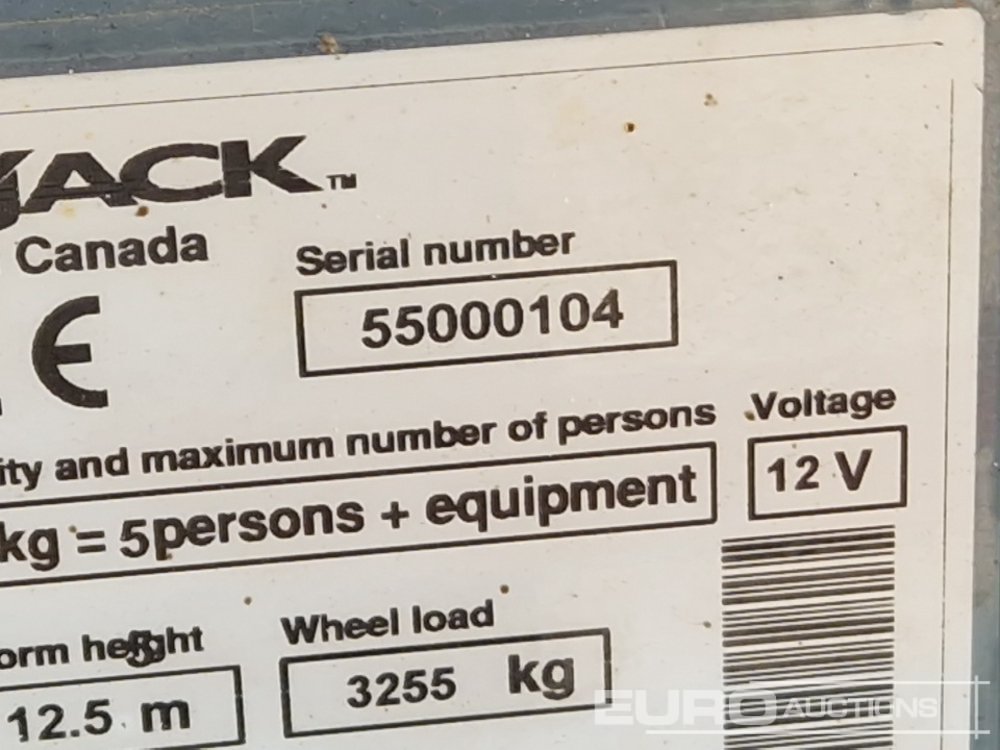 JACK™
Canada
Serial number
55000104
CE
ity and maximum number of persons
Voltage
kg = 5persons + equipment
12 V
orm height
Wheel load
12.5 m
3255 kg
EURO AUCTIONS